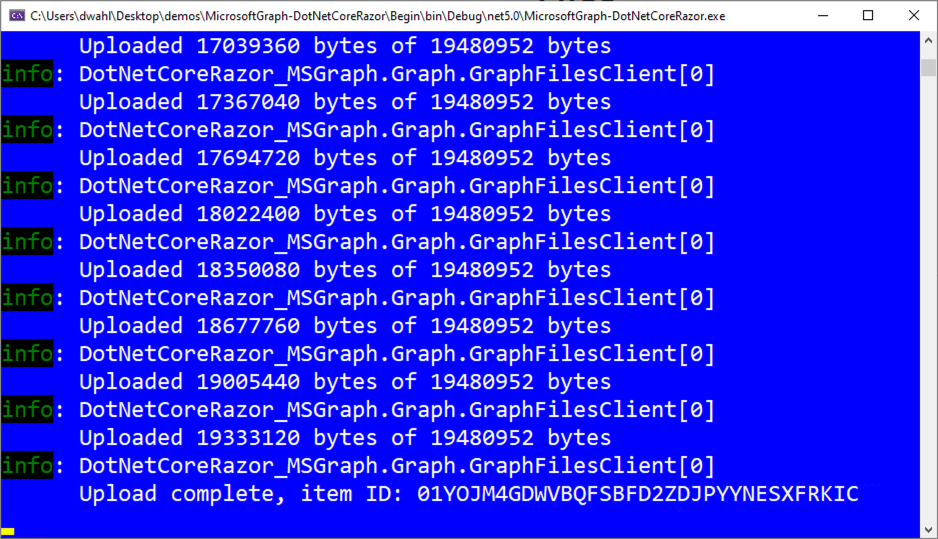 C:\Users\dwahl\Desktop\demos\MicrosoftGraph-DotNetCoreRazor\Begin\bin\Debug\net5.0\MicrosoftGraph-DotNetCoreRazor.exe
Uploaded 17039360 bytes of 19480952 bytes
info: DotNetCoreRazor_MSGraph.Graph.GraphFilesClient[0]
Uploaded 17367040 bytes of 19480952 bytes
info: DotNetCoreRazor_MSGraph.Graph.GraphFilesClient[0]
Uploaded 17694720 bytes of 19480952 bytes
info: DotNetCoreRazor_MSGraph.Graph.GraphFilesClient[0]
Uploaded 18022400 bytes of 19480952 bytes
info: DotNetCoreRazor_MSGraph.Graph.GraphFilesClient[0]
Uploaded 18350080 bytes of 19480952 bytes
info: DotNetCoreRazor_MSGraph.Graph.GraphFilesClient[0]
Uploaded 18677760 bytes of 19480952 bytes
info: DotNetCoreRazor_MSGraph.Graph.GraphFilesClient[0]
Uploaded 19005440 bytes of 19480952 bytes
info: DotNetCoreRazor_MSGraph.Graph.GraphFilesClient[0]
Uploaded 19333120 bytes of 19480952 bytes
info: DotNetCoreRazor_MSGraph.Graph.GraphFilesClient[0]
Upload complete, item ID: 01YOJM4GDWVBQFSBFD2ZDJPYYNESXFRKIC